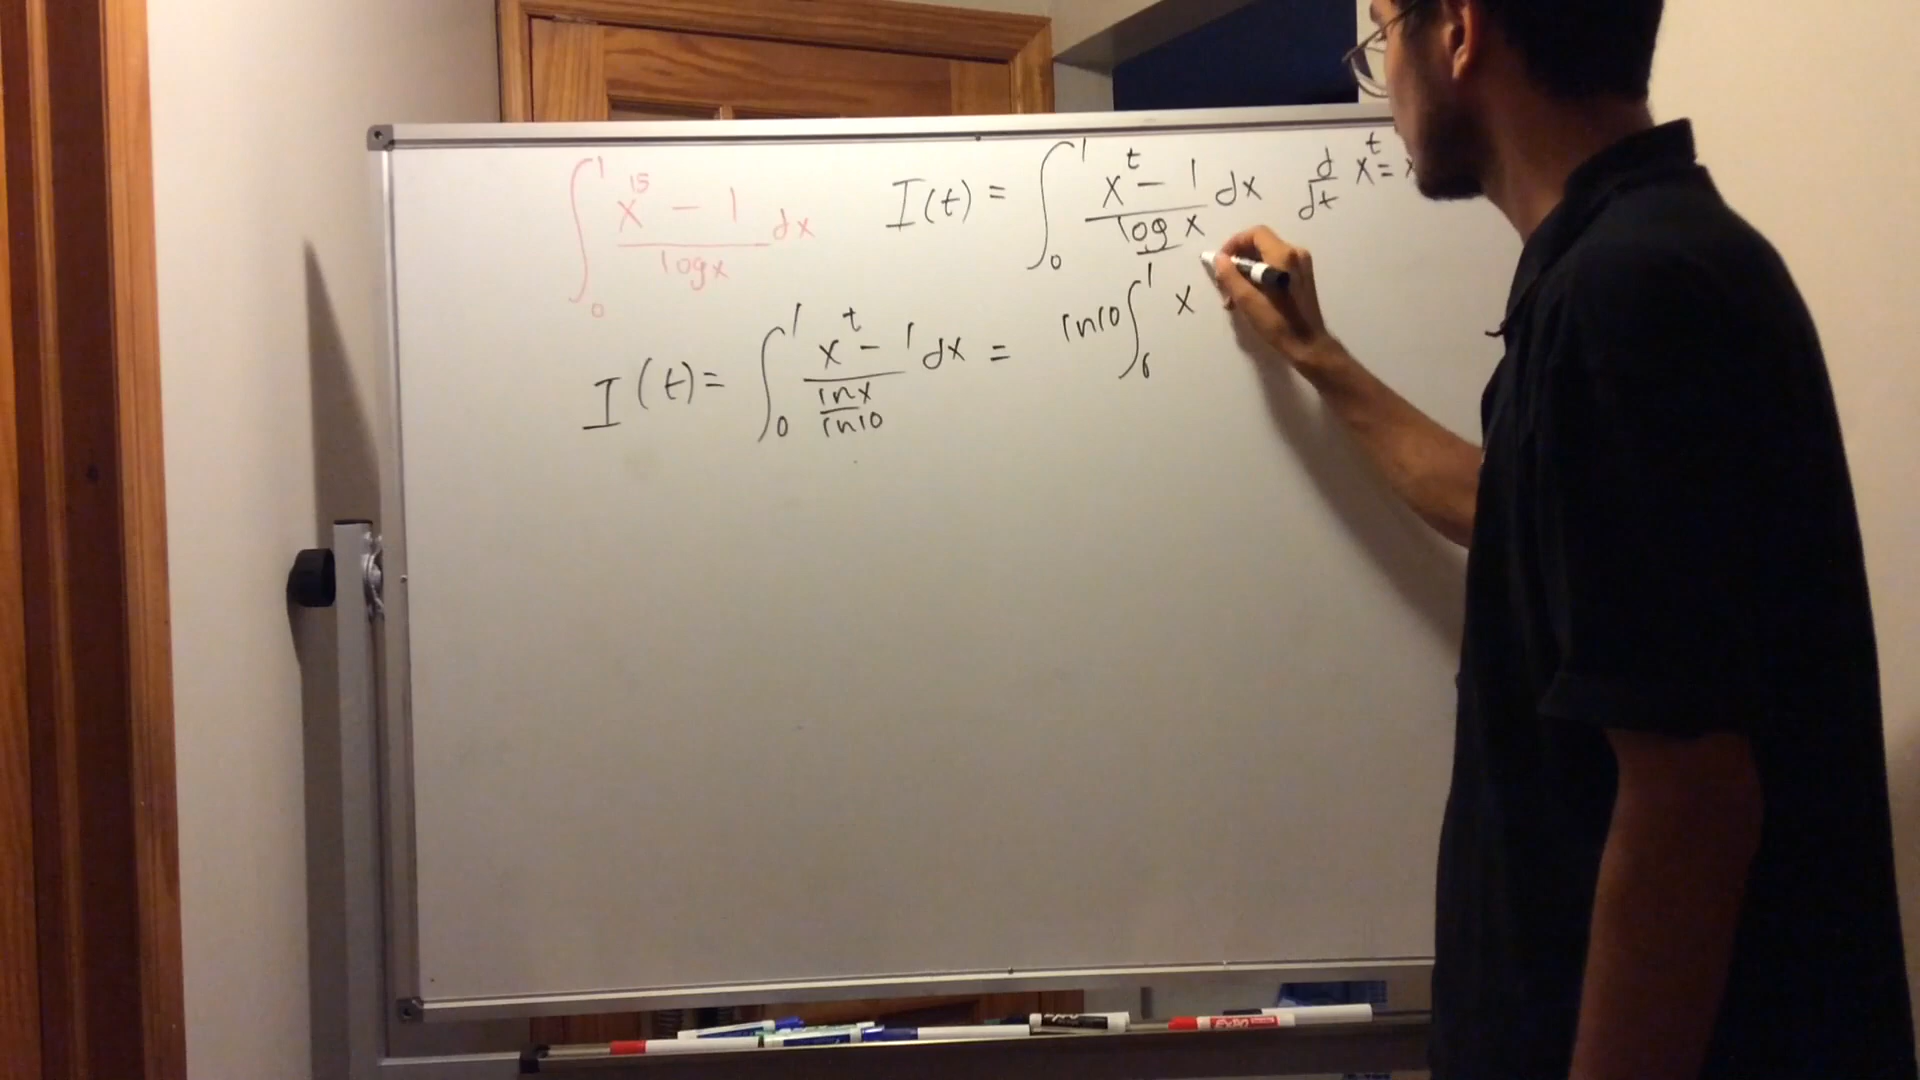 ∫₀¹ (x¹⁵ - 1)/(log x) dx
I(t) = ∫₀¹ (xᵗ - 1)/(log x) dx
d/dt xᵗ =
I(t) = ∫₀¹ (xᵗ - 1)/(ln x/ln 10) dx = ln10 ∫₀¹ x
EXPO